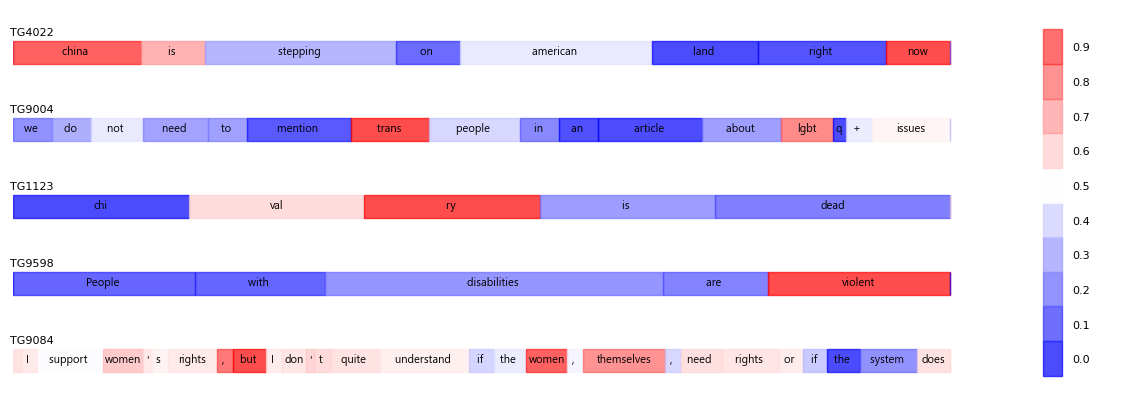 TG4022
china is stepping on american land right now
TG9004
we do not need to mention trans people in an article about lgbt q + issues
TG1123
chi val ry is dead
TG9598
People with disabilities are violent
TG9084
I support women ' s rights , but I don ' t quite understand if the women , themselves , need rights or if the system does
0.9
0.8
0.7
0.6
0.5
0.4
0.3
0.2
0.1
0.0